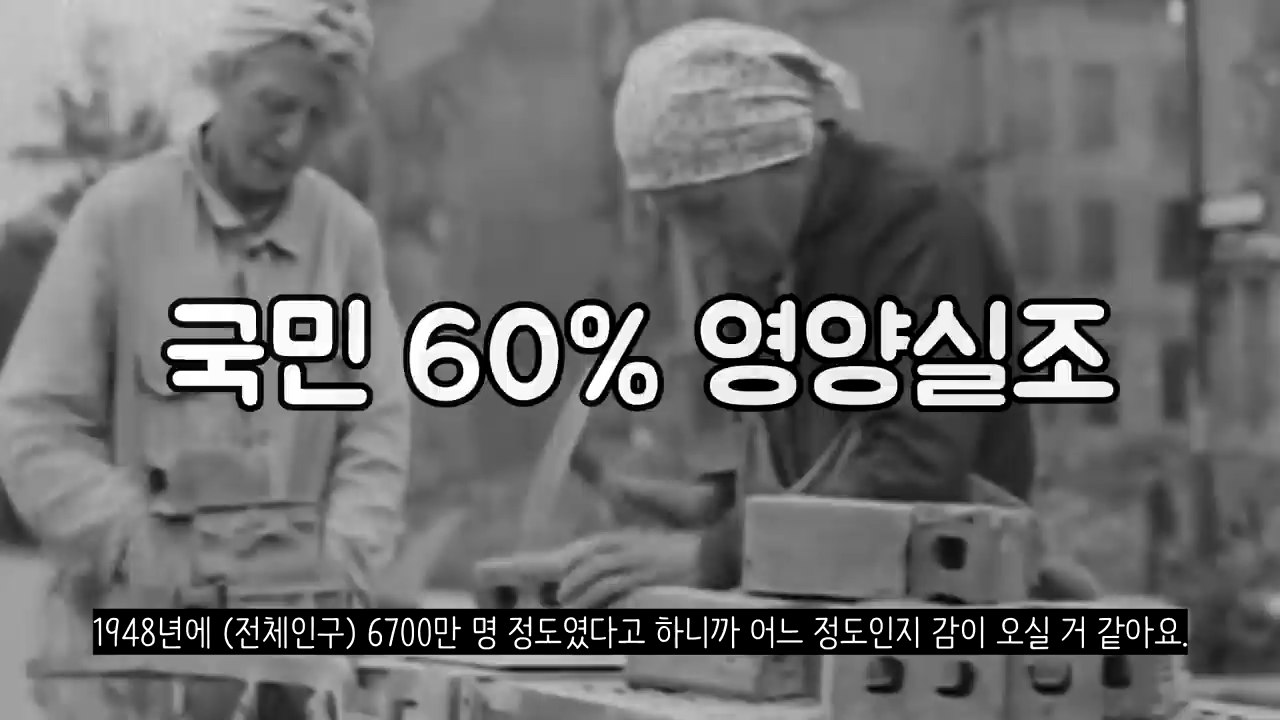 국민 60% 영양실조
1948년에 (전체인구) 6700만 명 정도였다고 하니까 어느 정도인지 감이 오실 거 같아요.